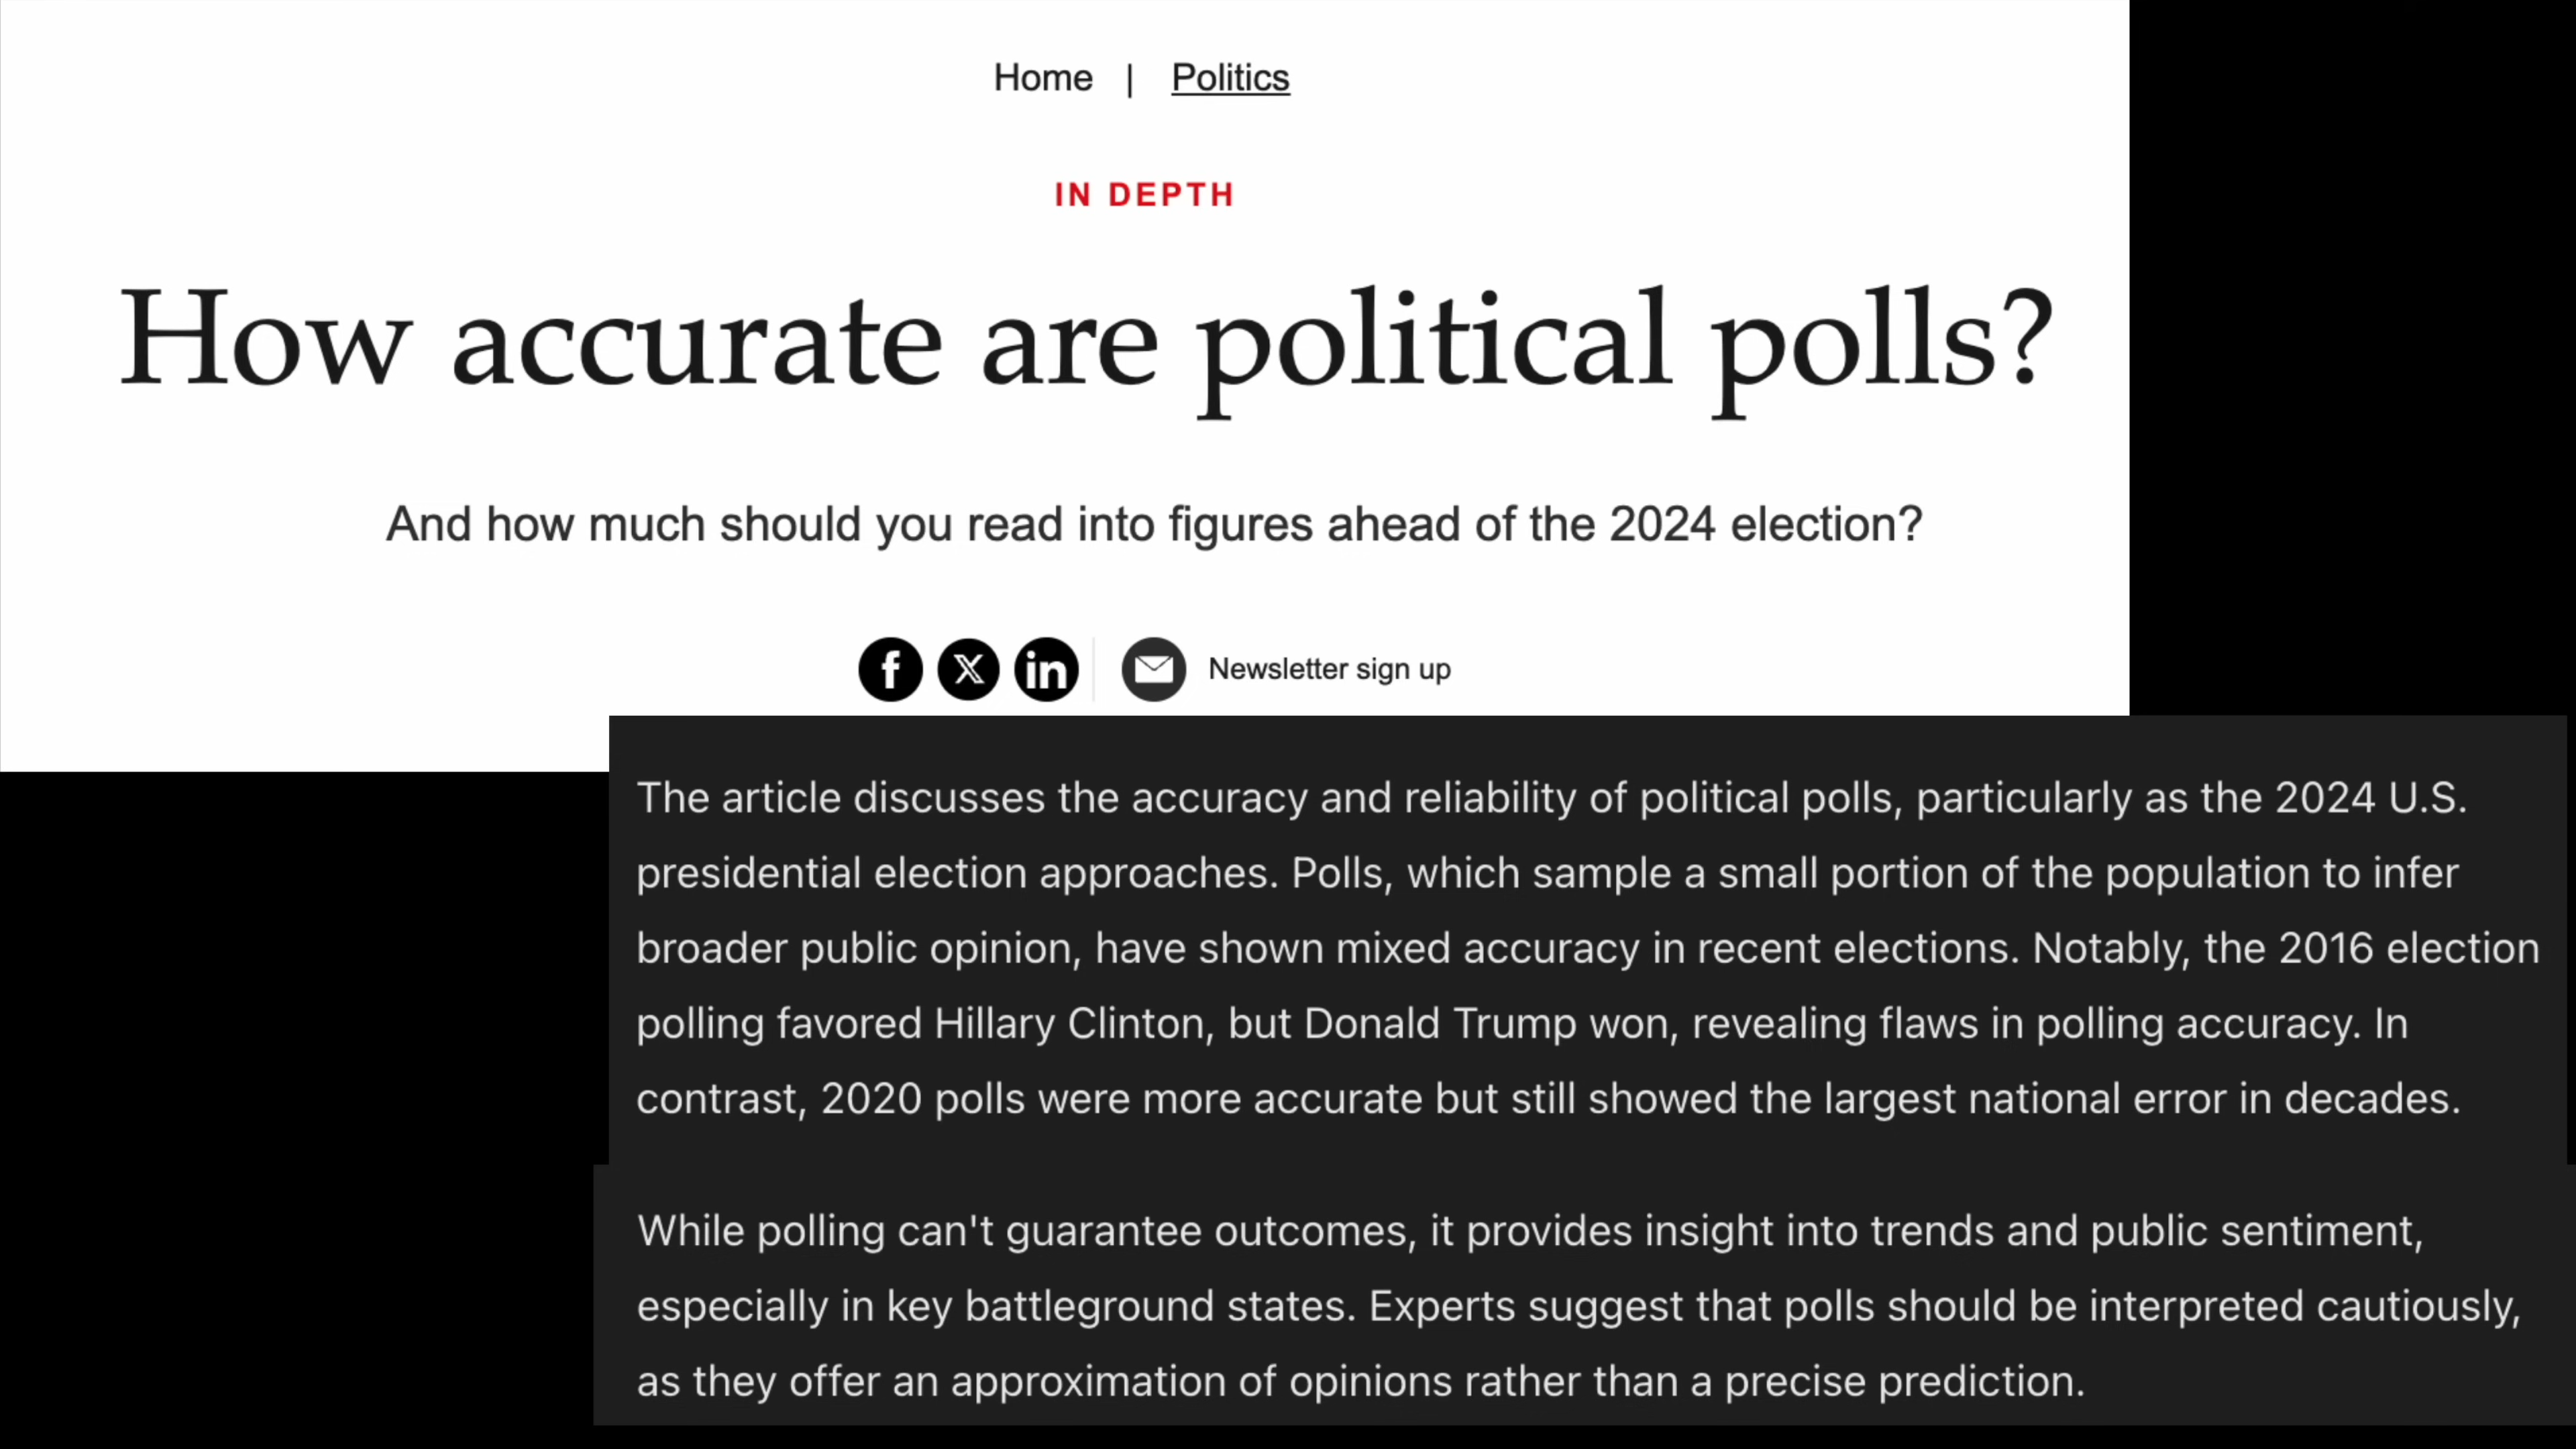 Home | Politics
IN DEPTH
How accurate are political polls?
And how much should you read into figures ahead of the 2024 election?
f X in Newsletter sign up
The article discusses the accuracy and reliability of political polls, particularly as the 2024 U.S.
presidential election approaches. Polls, which sample a small portion of the population to infer
broader public opinion, have shown mixed accuracy in recent elections. Notably, the 2016 election
polling favored Hillary Clinton, but Donald Trump won, revealing flaws in polling accuracy. In
contrast, 2020 polls were more accurate but still showed the largest national error in decades.
While polling can't guarantee outcomes, it provides insight into trends and public sentiment,
especially in key battleground states. Experts suggest that polls should be interpreted cautiously,
as they offer an approximation of opinions rather than a precise prediction.